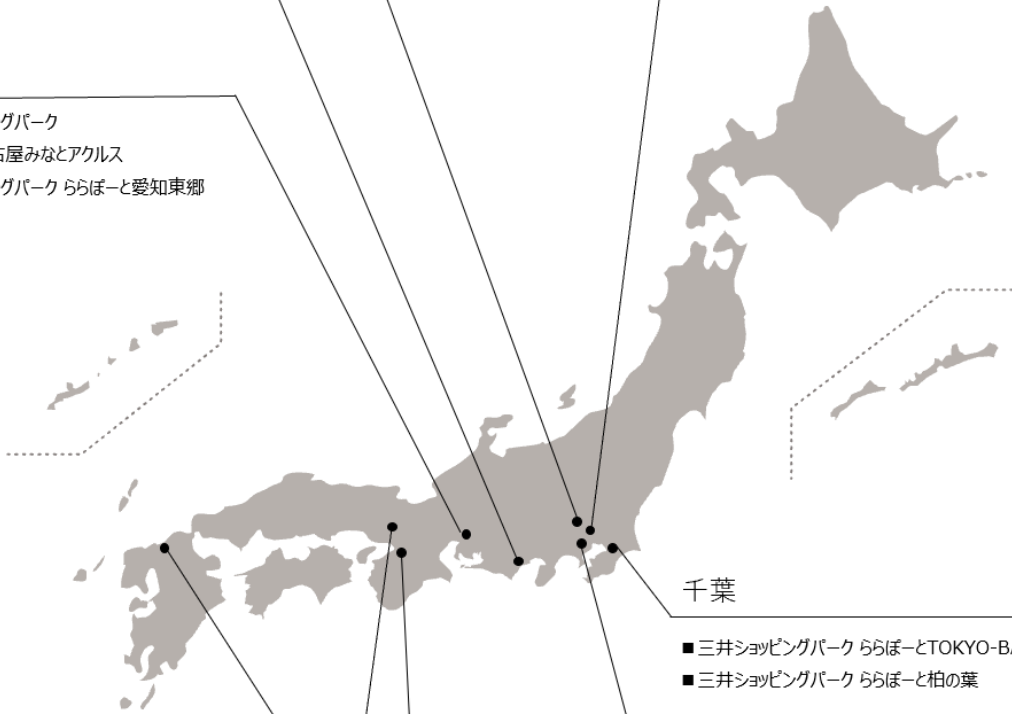 グパーク
古屋みなとアクルス
グパーク ららぽーと愛知東郷
千葉
■ 三井ショッピングパーク ららぽーとTOKYO-BA
■ 三井ショッピングパーク ららぽーと柏の葉